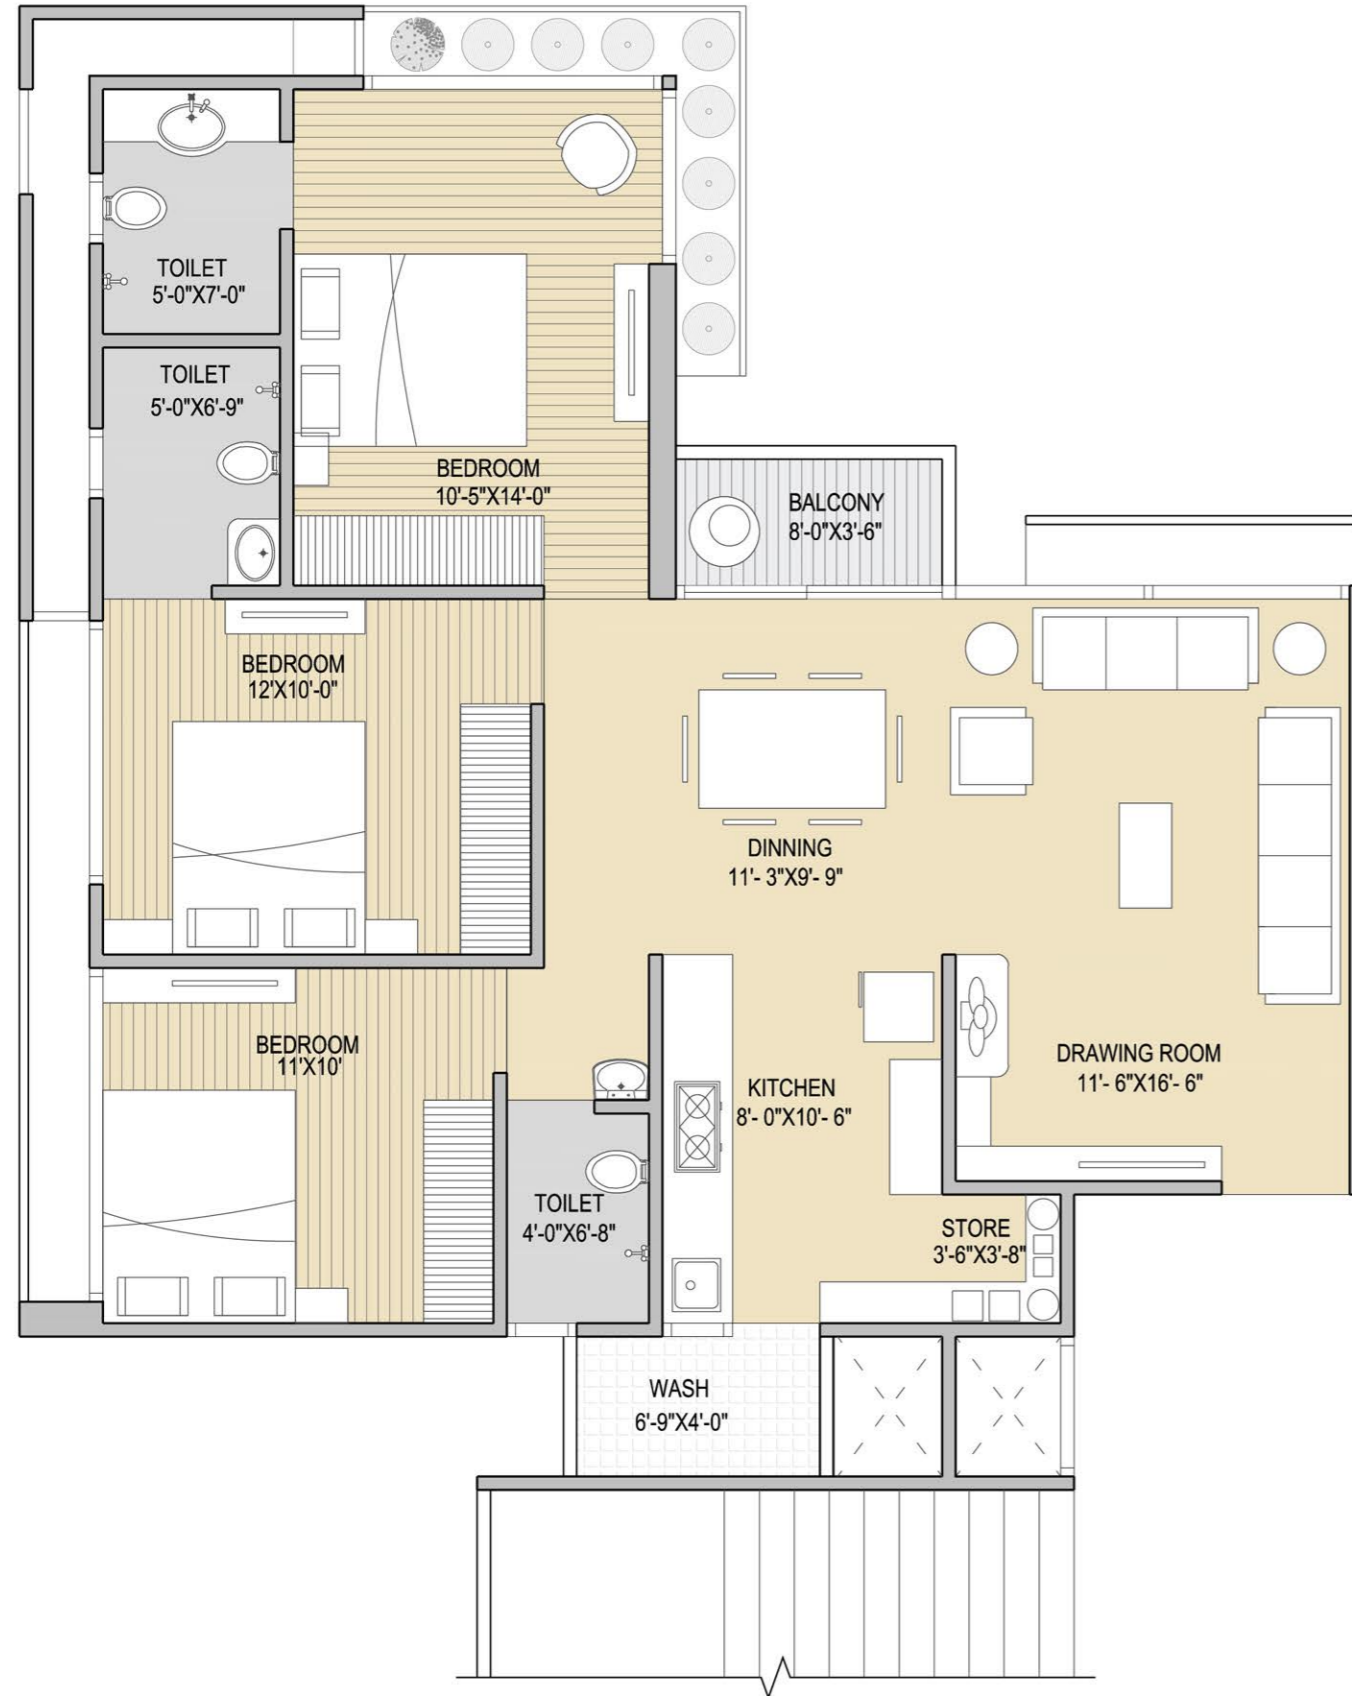 TOILET
5'-0"X7'-0"
TOILET
5'-0"X6'-9"
BEDROOM
10'-5"X14'-0"
BALCONY
8'-0"X3'-6"
BEDROOM
12'X10'-0"
DINNING
11'- 3"X9'- 9"
BEDROOM
11'X10'
DRAWING ROOM
11'- 6"X16'- 6"
KITCHEN
8'- 0"X10'- 6"
TOILET
4'-0"X6'-8"
STORE
3'-6"X3'-8"
WASH
6'-9"X4'-0"